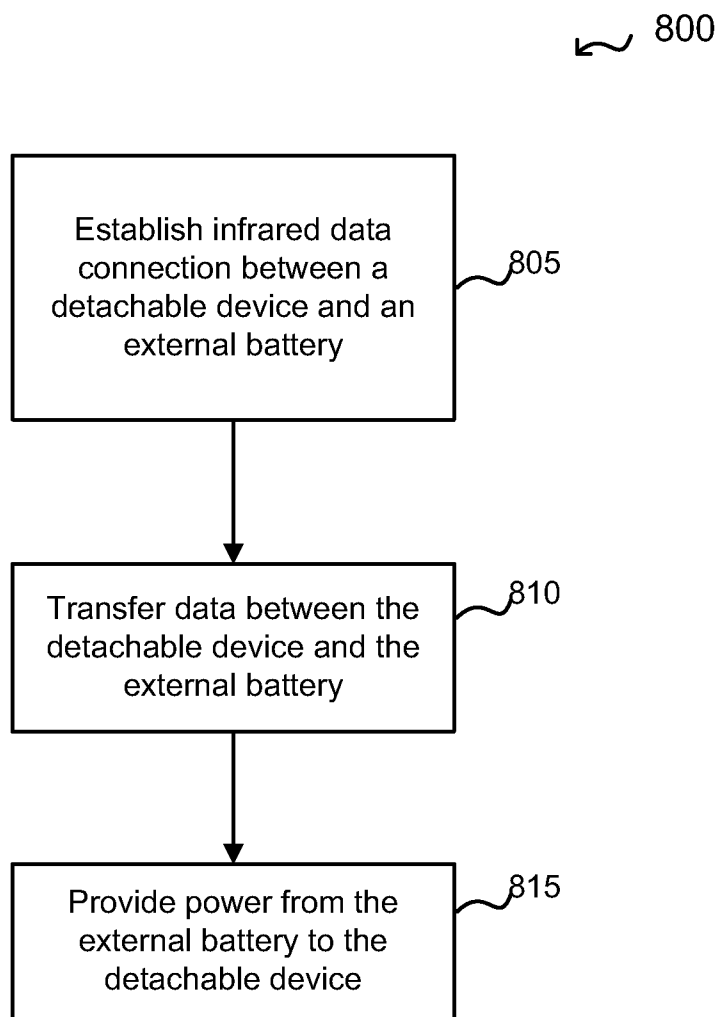 800
Establish infrared data
connection between a
detachable device and an
external battery
805
Transfer data between the
detachable device and the
external battery
810
Provide power from the
external battery to the
detachable device
815